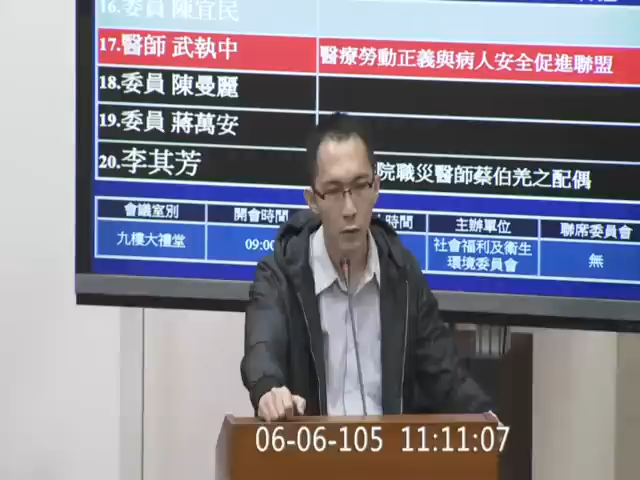 16.委員 陳宜民
17.醫師 武執中 醫療勞動正義與病人安全促進聯盟
18.委員 陳曼麗
19.委員 蔣萬安
20.李其芳 院職災醫師蔡伯羌之配偶
會議室別 開會時間 時間 主辦單位 聯席委員會
九樓大禮堂 09:00 社會福利及衛生環境委員會 無
06-06-105 11:11:07